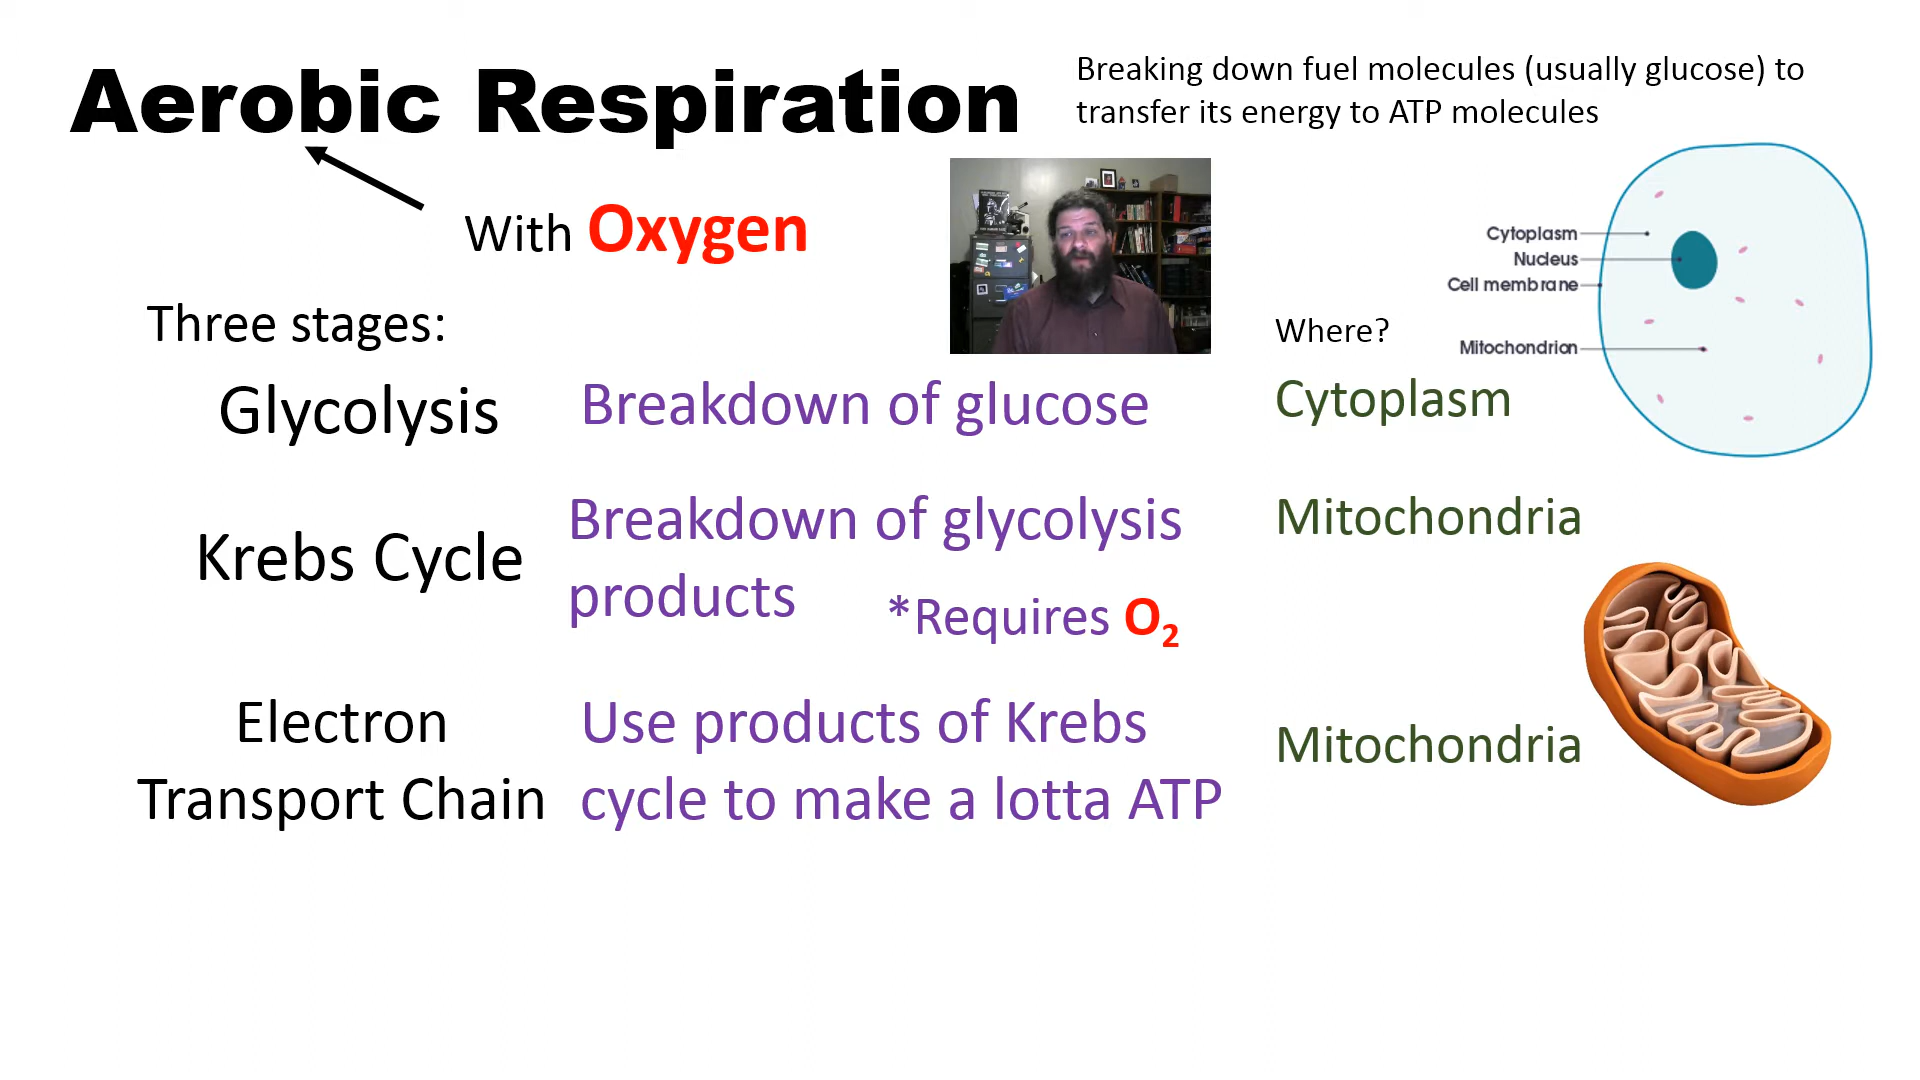 Aerobic Respiration
Breaking down fuel molecules (usually glucose) to
transfer its energy to ATP molecules
With Oxygen
Cytoplasm
Nucleus
Cell membrane
Mitochondrion
Three stages:
Where?
Glycolysis
Breakdown of glucose
Cytoplasm
Krebs Cycle
Breakdown of glycolysis
products
*Requires O₂
Mitochondria
Electron
Transport Chain
Use products of Krebs
cycle to make a lotta ATP
Mitochondria